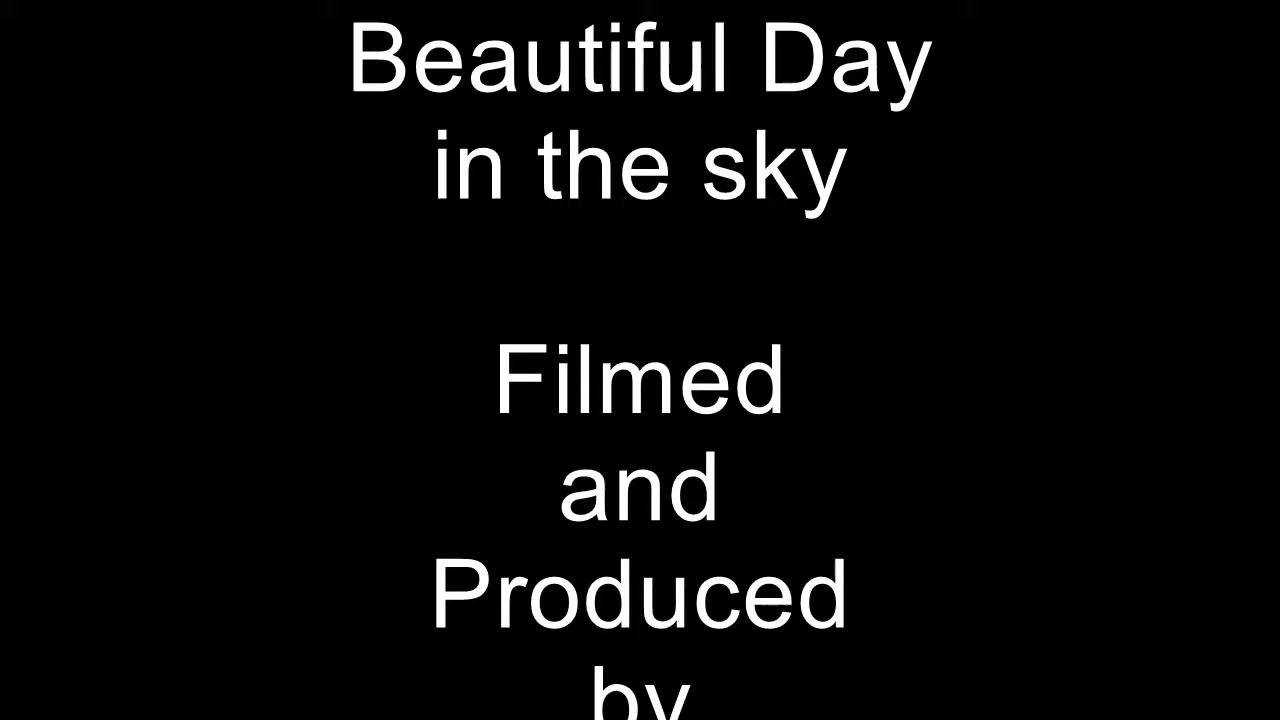 Beautiful Day
in the sky
Filmed
and
Produced
by